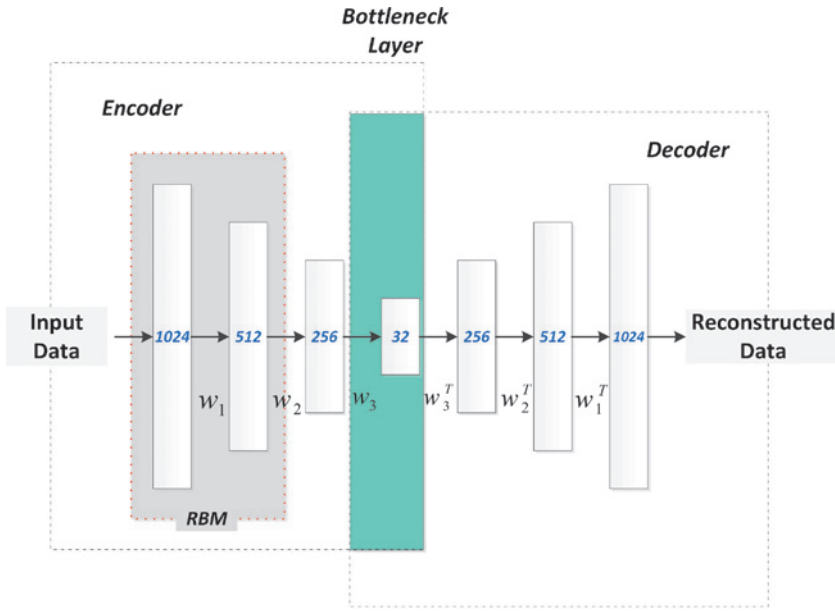 Bottleneck
Layer
Encoder
Decoder
Input
Data
1024
512
256
32
256
512
1024
Reconstructed
Data
w₁
w₂
w₃
w₃ᵀ
w₂ᵀ
w₁ᵀ
RBM